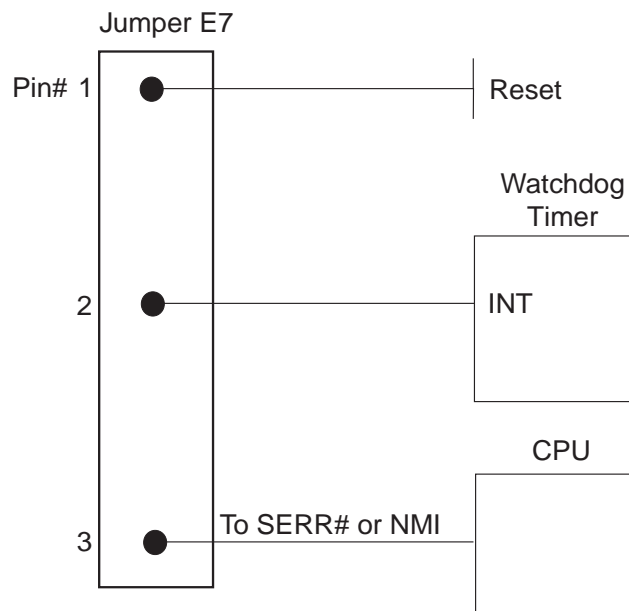 Jumper E7
Pin# 1
Reset
Watchdog
Timer
2
INT
CPU
3
To SERR# or NMI